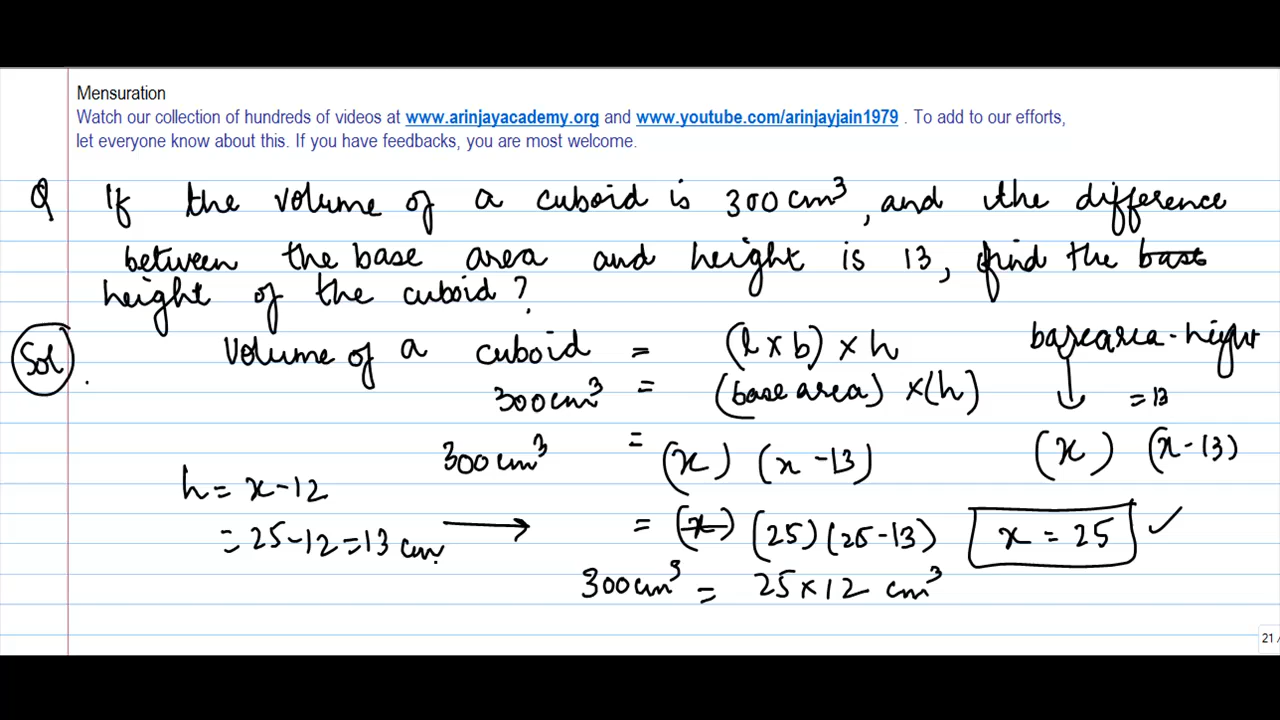 Mensuration
Watch our collection of hundreds of videos at www.arinjayacademy.org and www.youtube.com/arinjayjain1979 . To add to our efforts,
let everyone know about this. If you have feedbacks, you are most welcome.
Q If the volume of a cuboid is 300 cm³, and the difference
between the base area and height is 13, find the base
height of the cuboid?
Sol. Volume of a cuboid = (l × b) × h
base area - height
300 cm³ = (base area) × (h)
= 13
300 cm³ = (x) (x - 13)
(x) (x - 13)
h = x - 12
= 25 - 12 = 13 cm.
= (x) (25) (25 - 13)
x = 25 ✓
300 cm³ = 25 × 12 cm³
21 /